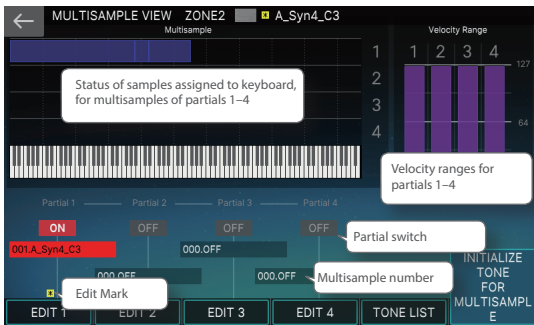 MULTISAMPLE VIEW ZONE2 x A_Syn4_C3
Multisample
Velocity Range
1
2
3
4
1 2 3 4
127
64
Status of samples assigned to keyboard,
for multisamples of partials 1–4
Velocity ranges for
partials 1–4
Partial 1 Partial 2 Partial 3 Partial 4
ON OFF OFF OFF
Partial switch
001.A_Syn4_C3 000.OFF
000.OFF 000.OFF
Multisample number
x Edit Mark
EDIT 1 EDIT 2 EDIT 3 EDIT 4 TONE LIST
INITIALIZE
TONE
FOR
MULTISAMPL
E